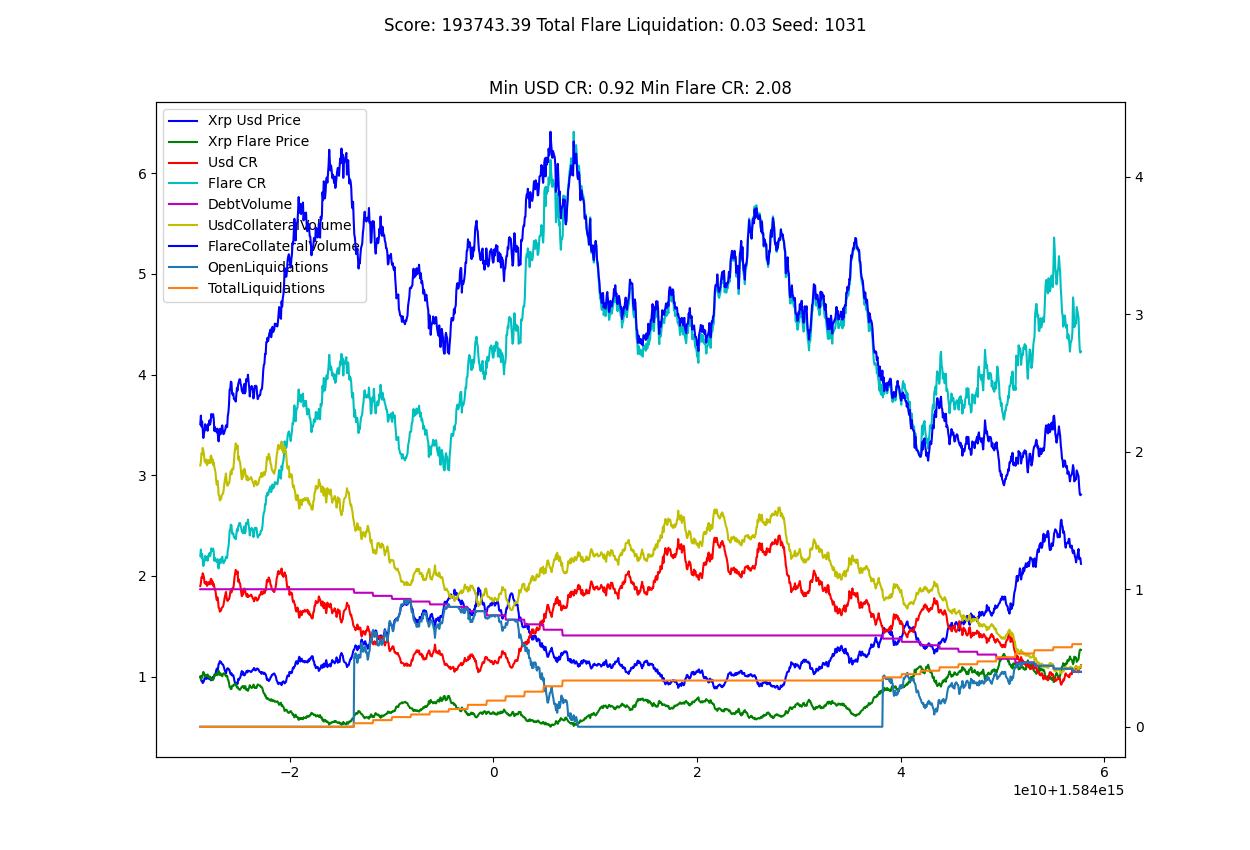 Score: 193743.39 Total Flare Liquidation: 0.03 Seed: 1031
Min USD CR: 0.92 Min Flare CR: 2.08
Xrp Usd Price
Xrp Flare Price
Usd CR
Flare CR
DebtVolume
UsdCollateralVolume
FlareCollateralVolume
OpenLiquidations
TotalLiquidations
6
5
4
3
2
1
4
3
2
1
0
−2
0
2
4
6
1e10+1.584e15